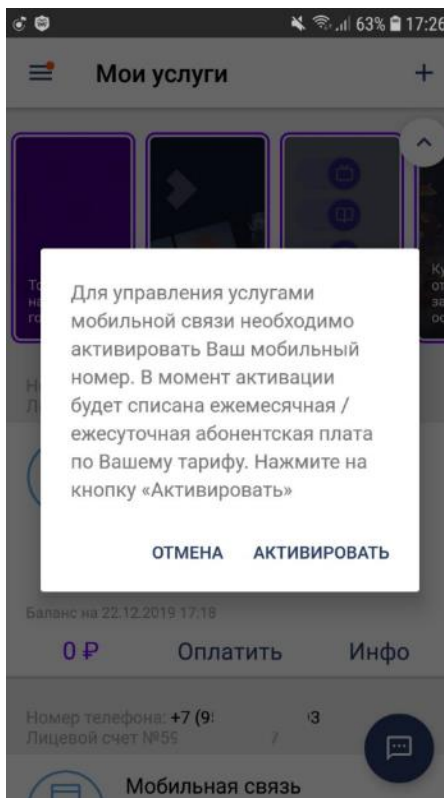 63% 17:26
Мои услуги
Для управления услугами
мобильной связи необходимо
активировать Ваш мобильный
номер. В момент активации
будет списана ежемесячная /
ежесуточная абонентская плата
по Вашему тарифу. Нажмите на
кнопку «Активировать»
ОТМЕНА АКТИВИРОВАТЬ
Баланс на 22.12.2019 17:18
0 ₽ Оплатить Инфо
Номер телефона: +7 (9
Лицевой счет №59
Мобильная связь